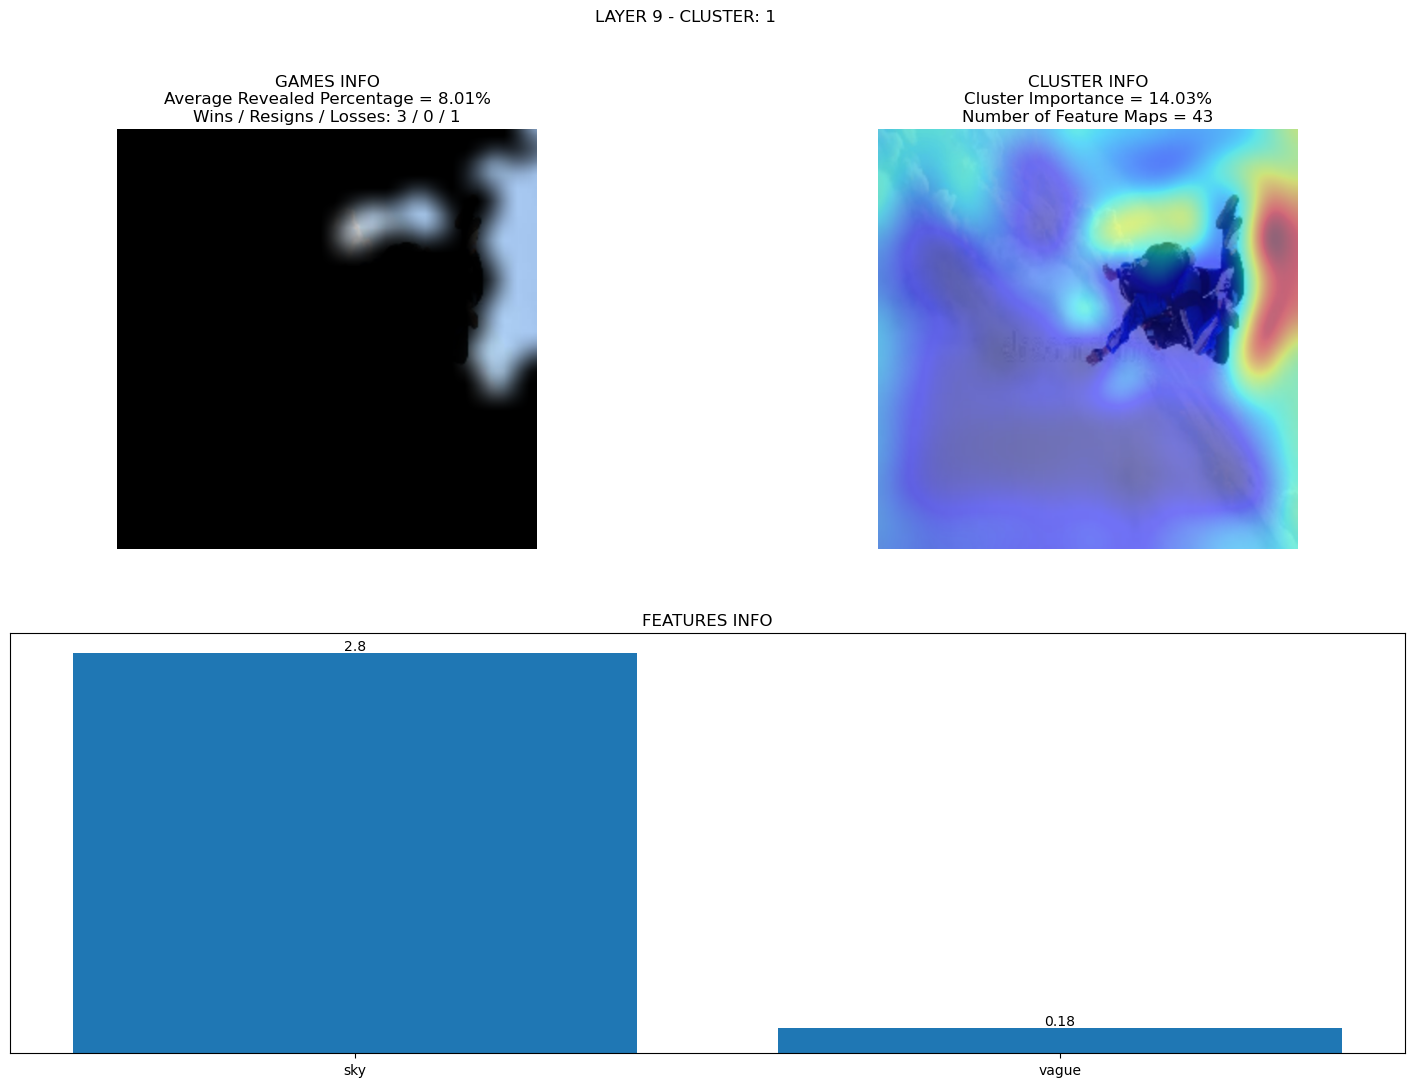 LAYER 9 - CLUSTER: 1
GAMES INFO
Average Revealed Percentage = 8.01%
Wins / Resigns / Losses: 3 / 0 / 1
CLUSTER INFO
Cluster Importance = 14.03%
Number of Feature Maps = 43
FEATURES INFO
2.8
0.18
sky
vague